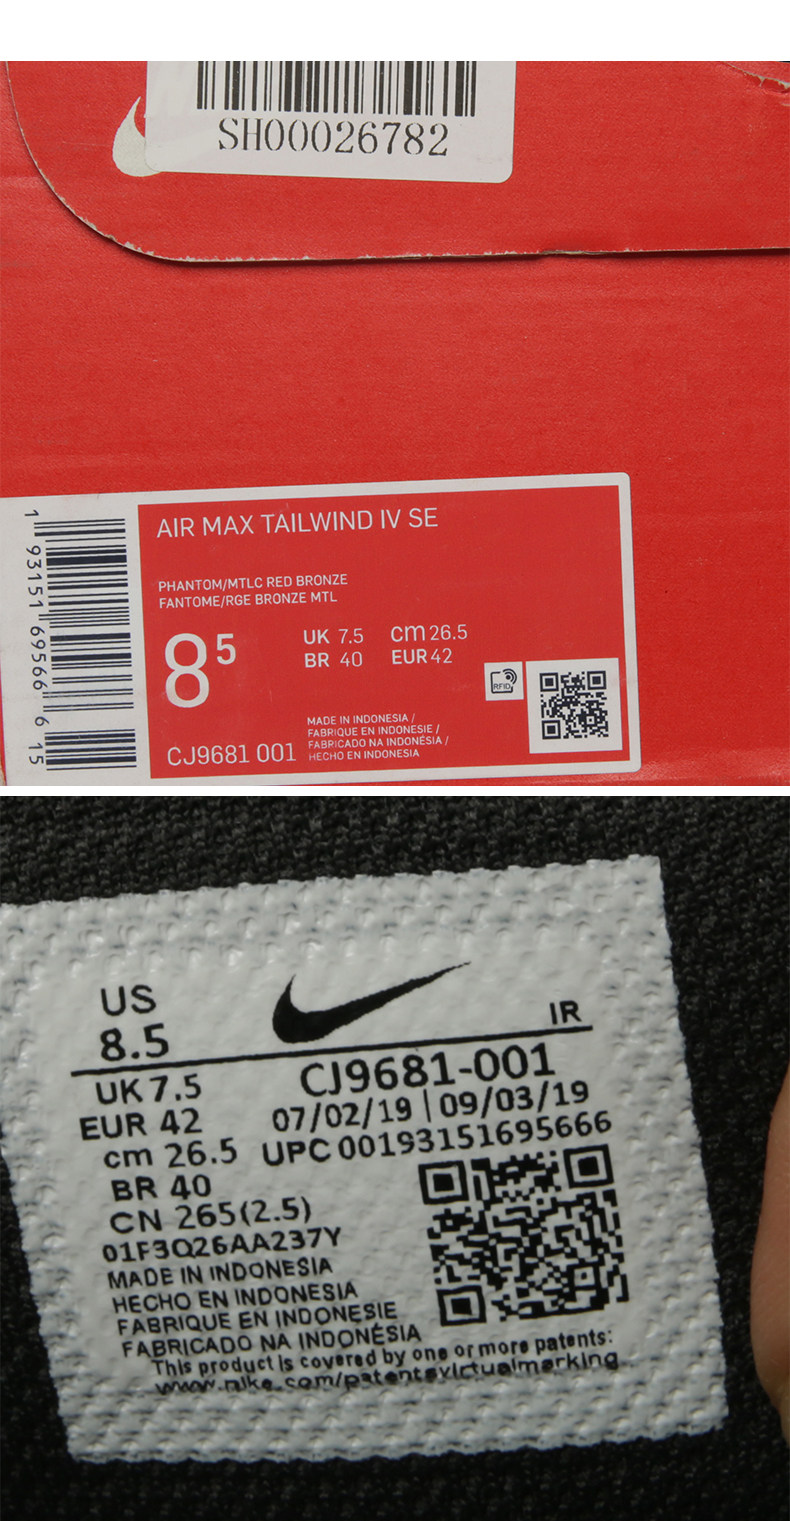 SH00026782
AIR MAX TAILWIND IV SE
PHANTOM/MTLC RED BRONZE
FANTOME/RGE BRONZE MTL
8 5
UK 7.5 cm 26.5
BR 40 EUR 42
RFID
MADE IN INDONESIA /
FABRIQUE EN INDONESIE /
FABRICADO NA INDONÉSIA /
HECHO EN INDONESIA
CJ9681 001
1 93151 69566 6 15
US
8.5
IR
UK 7.5
EUR 42
cm 26.5
BR 40
CN 265(2.5)
01F3Q26AA237Y
CJ9681-001
07/02/19 | 09/03/19
UPC 00193151695666
MADE IN INDONESIA
HECHO EN INDONESIA
FABRIQUE EN INDONESIE
FABRICADO NA INDONÉSIA
This product is covered by one or more patents:
www.nike.com/patentsvirtualmarking